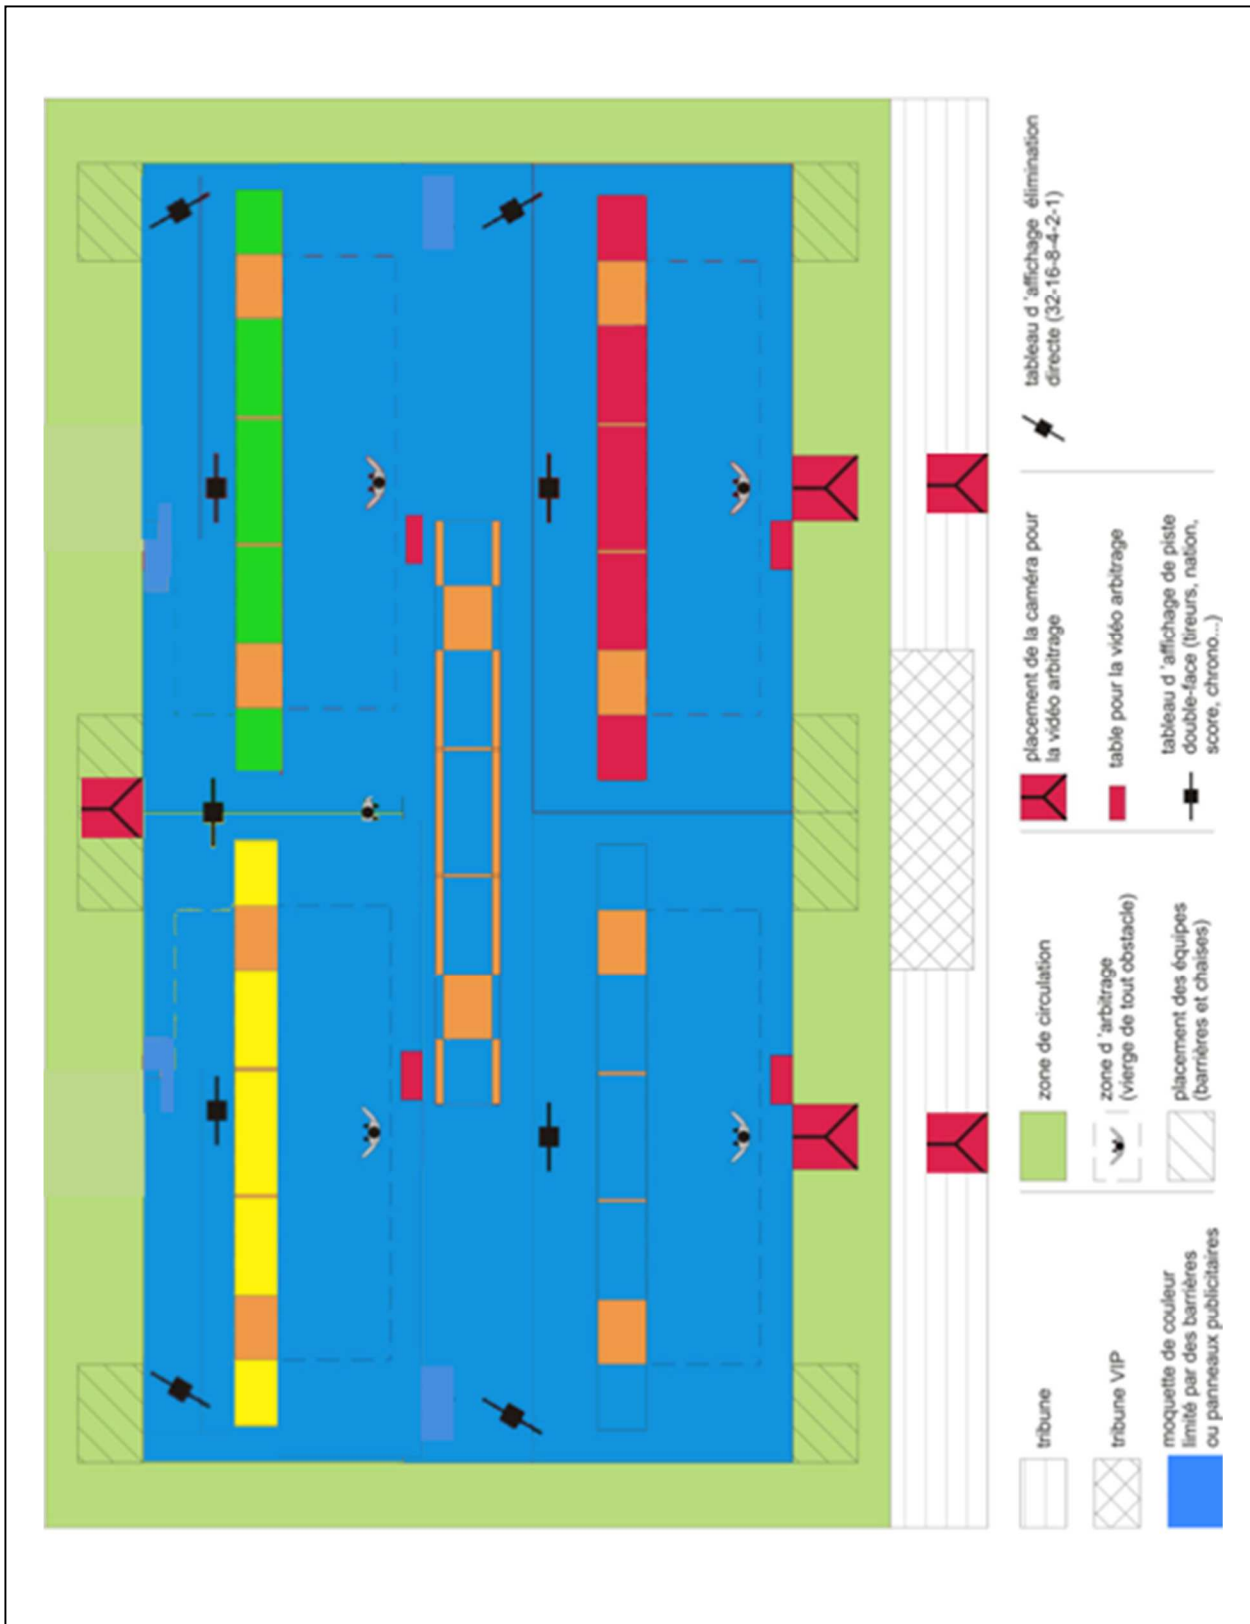 tribune
tribune VIP
moquette de couleur
limité par des barrières
ou panneaux publicitaires
zone de circulation
zone d 'arbitrage
(vierge de tout obstacle)
placement des équipes
(barrières et chaises)
placement de la caméra pour
la vidéo arbitrage
table pour la vidéo arbitrage
tableau d 'affichage de piste
double-face (tireurs, nation,
score, chrono...)
tableau d 'affichage élimination
directe (32-16-8-4-2-1)